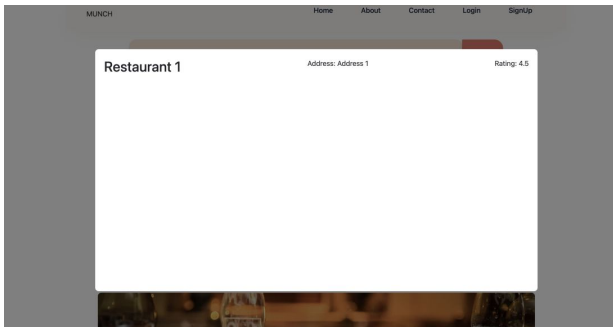 MUNCH
Home About Contact Login SignUp
Restaurant 1 Address: Address 1 Rating: 4.5